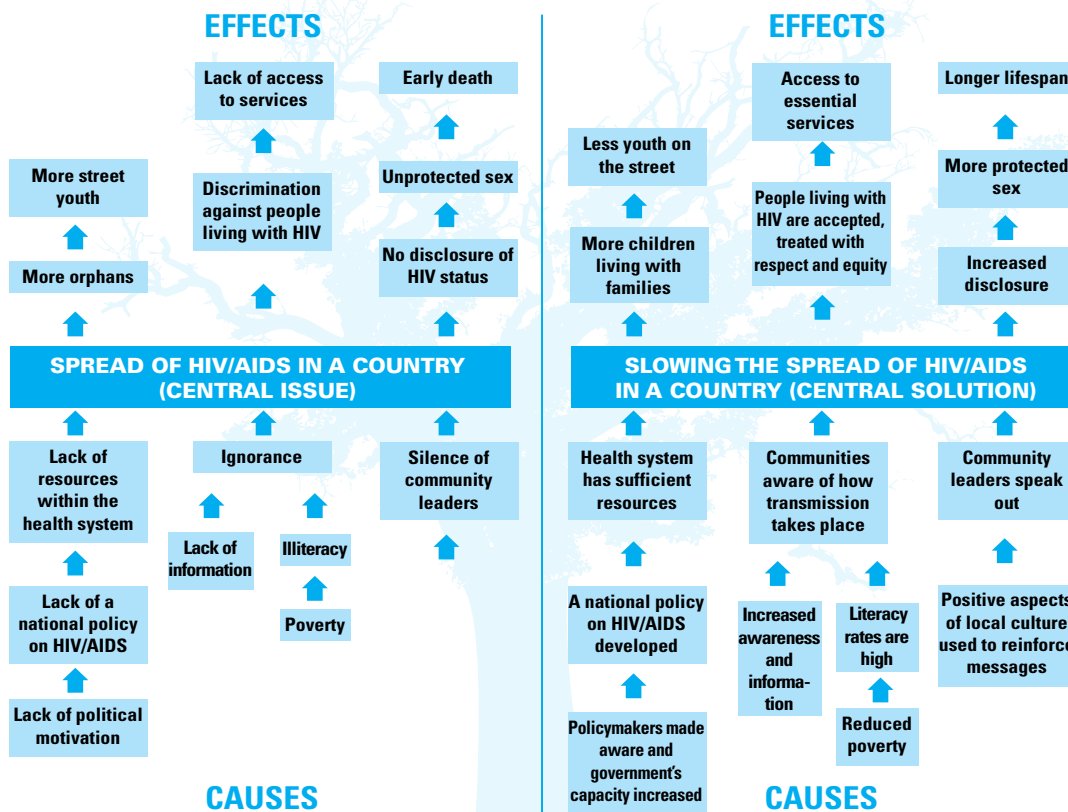 EFFECTS
Lack of access
to services
Early death
More street
youth
Discrimination
against people
living with HIV
Unprotected sex
More orphans
No disclosure of
HIV status
SPREAD OF HIV/AIDS IN A COUNTRY
(CENTRAL ISSUE)
Lack of
resources
within the
health system
Ignorance
Silence of
community
leaders
Lack of
information
Illiteracy
Lack of a
national policy
on HIV/AIDS
Poverty
Lack of political
motivation
CAUSES
EFFECTS
Access to
essential
services
Longer lifespan
Less youth on
the street
People living with
HIV are accepted,
treated with
respect and equity
More protected
sex
More children
living with
families
Increased
disclosure
SLOWING THE SPREAD OF HIV/AIDS
IN A COUNTRY (CENTRAL SOLUTION)
Health system
has sufficient
resources
Communities
aware of how
transmission
takes place
Community
leaders speak
out
A national policy
on HIV/AIDS
developed
Increased
awareness
and
informa-
tion
Literacy
rates are
high
Positive aspects
of local culture
used to reinforce
messages
Policymakers made
aware and
government's
capacity increased
Reduced
poverty
CAUSES